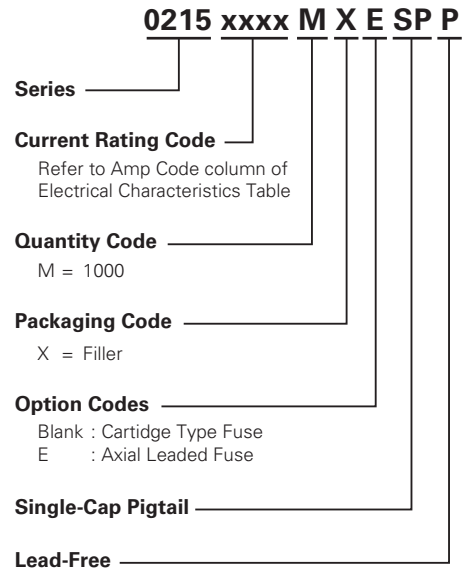 0215 xxxx M X E SP P
Series
Current Rating Code
Refer to Amp Code column of
Electrical Characteristics Table
Quantity Code
M = 1000
Packaging Code
X = Filler
Option Codes
Blank : Cartidge Type Fuse
E : Axial Leaded Fuse
Single-Cap Pigtail
Lead-Free